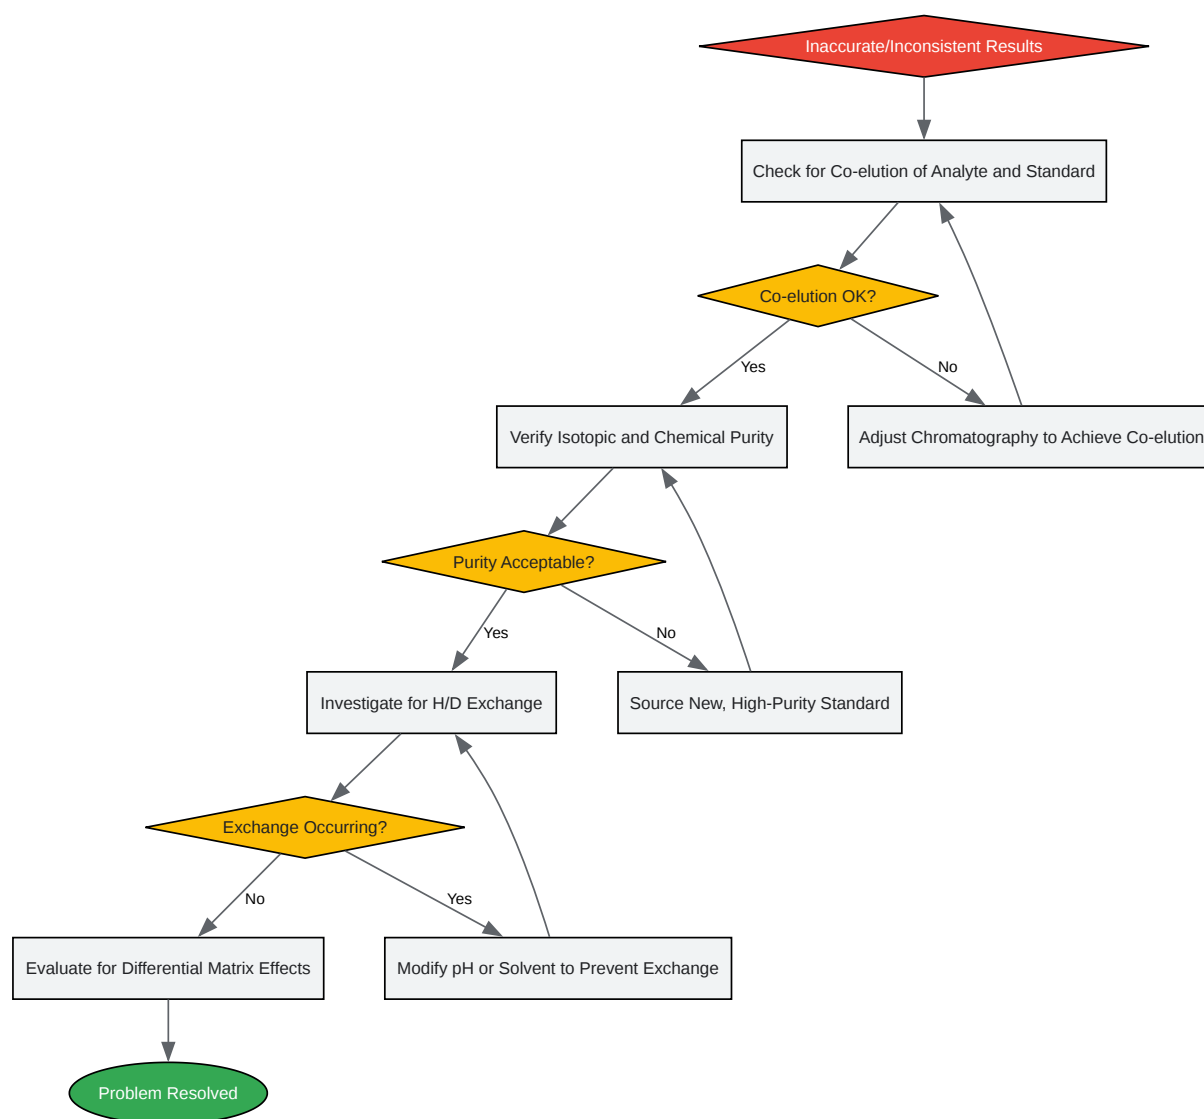 Inaccurate/Inconsistent Results
Check for Co-elution of Analyte and Standard
Co-elution OK?
Yes
No
Verify Isotopic and Chemical Purity
Adjust Chromatography to Achieve Co-elution
Purity Acceptable?
Yes
No
Investigate for H/D Exchange
Source New, High-Purity Standard
Exchange Occurring?
No
Yes
Evaluate for Differential Matrix Effects
Modify pH or Solvent to Prevent Exchange
Problem Resolved